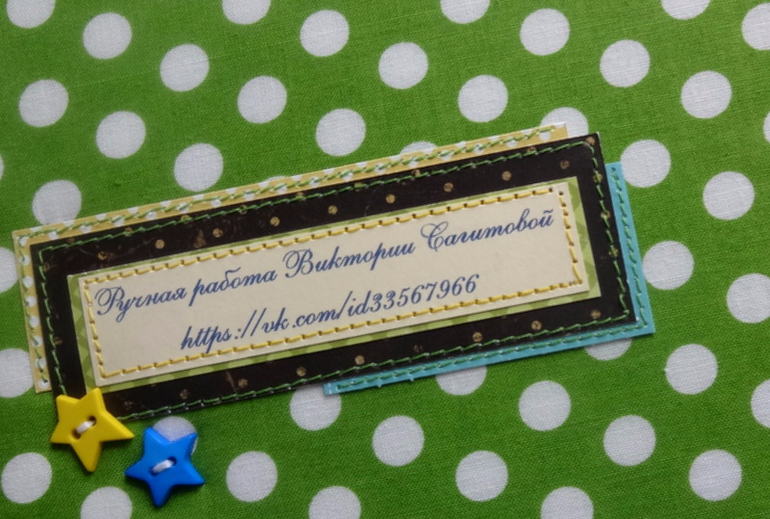 Ручная работа Виктории Сагитовой
https://vk.com/id33567966